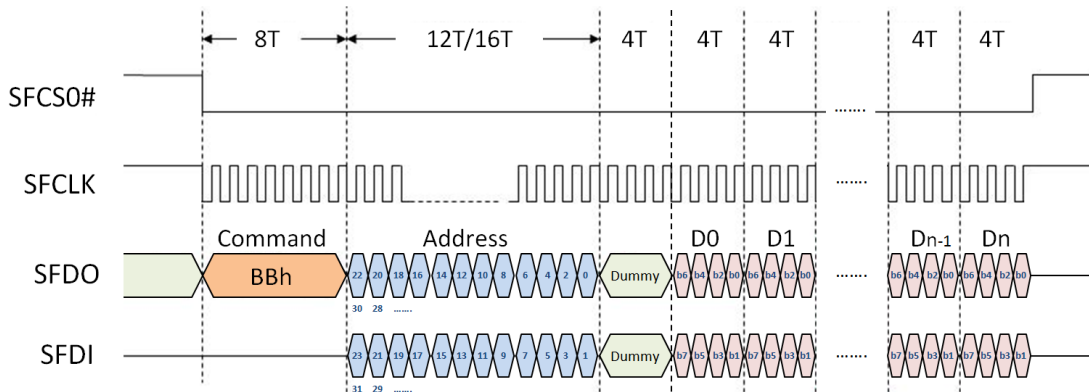 8T 12T/16T 4T 4T 4T 4T 4T
SFCS0# .......
SFCLK .......
Command Address D0 D1 Dn-1 Dn
SFDO BBh 22 20 18 16 14 12 10 8 6 4 2 0 Dummy b6 b4 b2 b0 b6 b4 b2 b0 ....... b6 b4 b2 b0 b6 b4 b2 b0
30 28 .......
SFDI 23 21 19 17 15 13 11 9 7 5 3 1 Dummy b7 b5 b3 b1 b7 b5 b3 b1 ....... b7 b5 b3 b1 b7 b5 b3 b1
31 29 .......